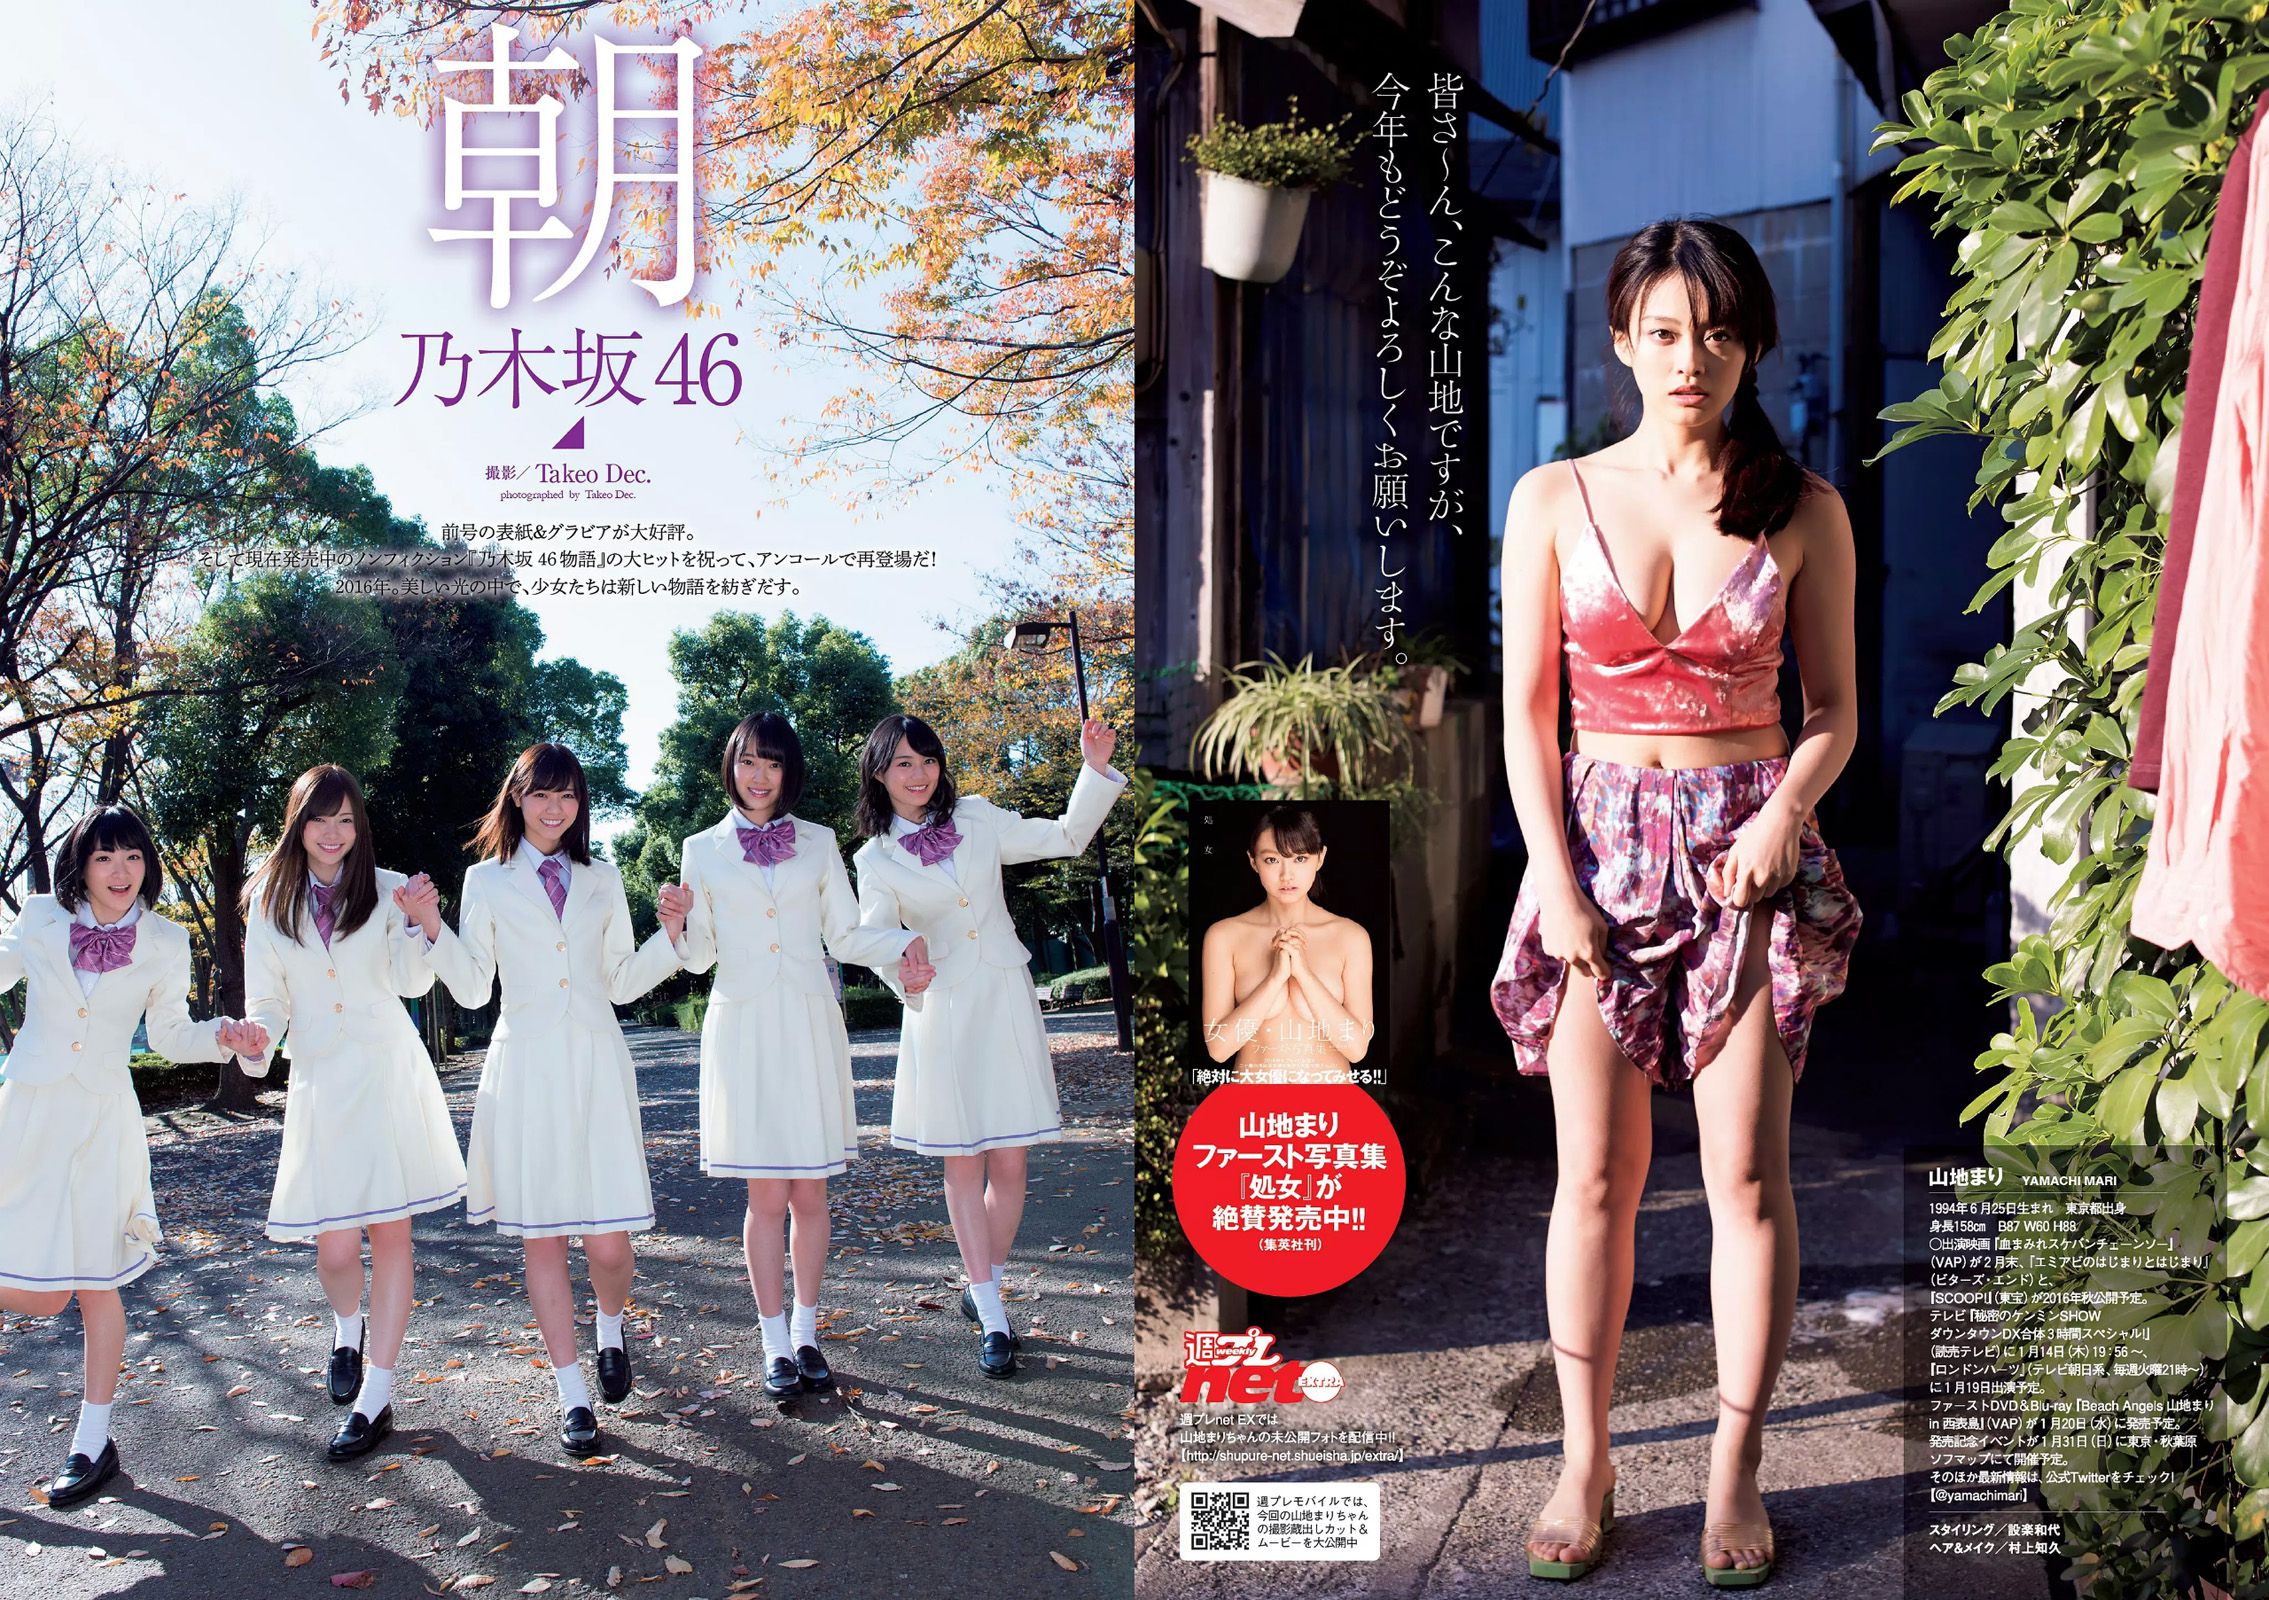 朝
乃木坂46
撮影／Takeo Dec.
photographed by Takeo Dec.
前号の表紙&グラビアが大好評。
そして現在発売中のノンフィクション『乃木坂46物語』の大ヒットを祝って、アンコールで再登場だ！
2016年。美しい光の中で、少女たちは新しい物語を紡ぎだす。
皆さ～ん、こんな山地ですが、
今年もどうぞよろしくお願いします。
処女
女優・山地まり
ファースト写真集
「絶対に大女優になってみせる!!」
山地まり
ファースト写真集
『処女』が
絶賛発売中!!
（集英社刊）
週プレ
weekly
net EXTRA
週プレnet EXでは
山地まりちゃんの未公開フォトを配信中!!
【http://shupure-net.shueisha.jp/extra/】
週プレモバイルでは、
今回の山地まりちゃん
の撮影蔵出しカット＆
ムービーを大公開中
山地まり YAMACHI MARI
1994年6月25日生まれ 東京都出身
身長158㎝ B87 W60 H88
○出演映画『血まみれスケバンチェーンソー』
（VAP）が2月末、『エミアビのはじまりとはじまり』
（ビターズ・エンド）と、
『SCOOP!』（東宝）が2016年秋公開予定。
テレビ『秘密のケンミンSHOW
ダウンタウンDX合体3時間スペシャル!』
（読売テレビ）に1月14日（木）19：56～、
『ロンドンハーツ』（テレビ朝日系、毎週火曜21時～）
に1月19日出演予定。
ファーストDVD＆Blu-ray『Beach Angels 山地まり
in 西表島』（VAP）が1月20日（水）に発売予定。
発売記念イベントが1月31日（日）に東京・秋葉原
ソフマップにて開催予定。
そのほか最新情報は、公式Twitterをチェック!
【@yamachimari】
スタイリング／設楽和代
ヘア&メイク／村上知久